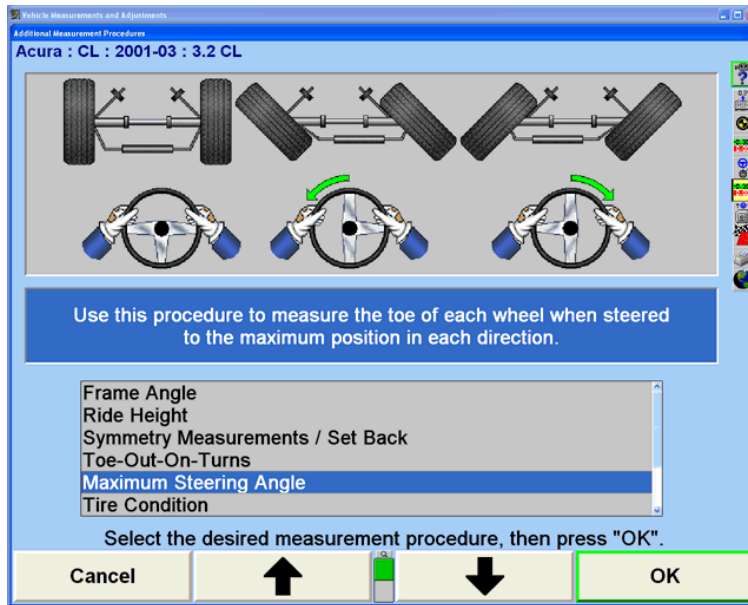 Vehicle Measurements and Adjustments
Additional Measurement Procedures
Acura : CL : 2001-03 : 3.2 CL
Use this procedure to measure the toe of each wheel when steered
to the maximum position in each direction.
Frame Angle
Ride Height
Symmetry Measurements / Set Back
Toe-Out-On-Turns
Maximum Steering Angle
Tire Condition
Select the desired measurement procedure, then press "OK".
Cancel
OK